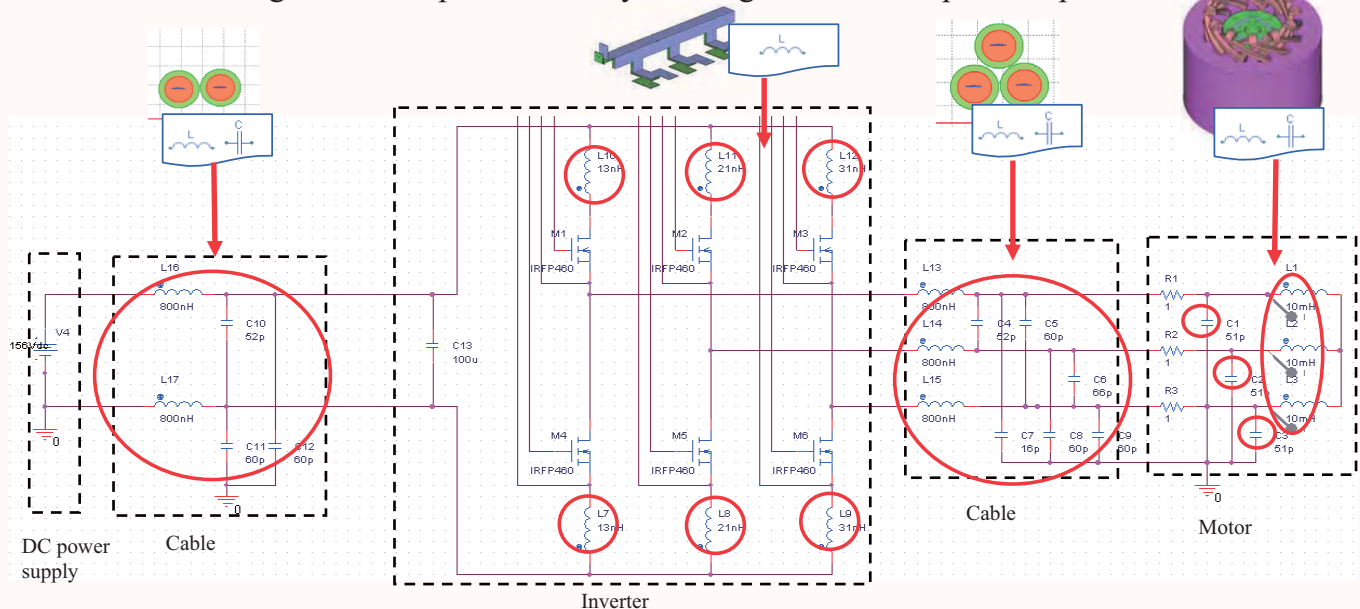 L
L C
L C
L C
L10
13nH
L11
21nH
L12
31nH
M1
IRFP460
M2
IRFP460
M3
IRFP460
L16
800nH
V4
C10
52p
L17
800nH
C11
60p
C12
60p
0
0
C13
100u
M4
IRFP460
M5
IRFP460
M6
IRFP460
L7
13nH
L8
21nH
L9
31nH
L13
800nH
L14
800nH
L15
800nH
C4
52p
C5
60p
C6
66p
C7
16p
C8
60p
C9
60p
R1
1
R2
1
R3
1
C1
51p
C2
51p
C3
51p
L1
10mH
L2
10mH
L3
10mH
0
DC power
supply
Cable
Inverter
Cable
Motor